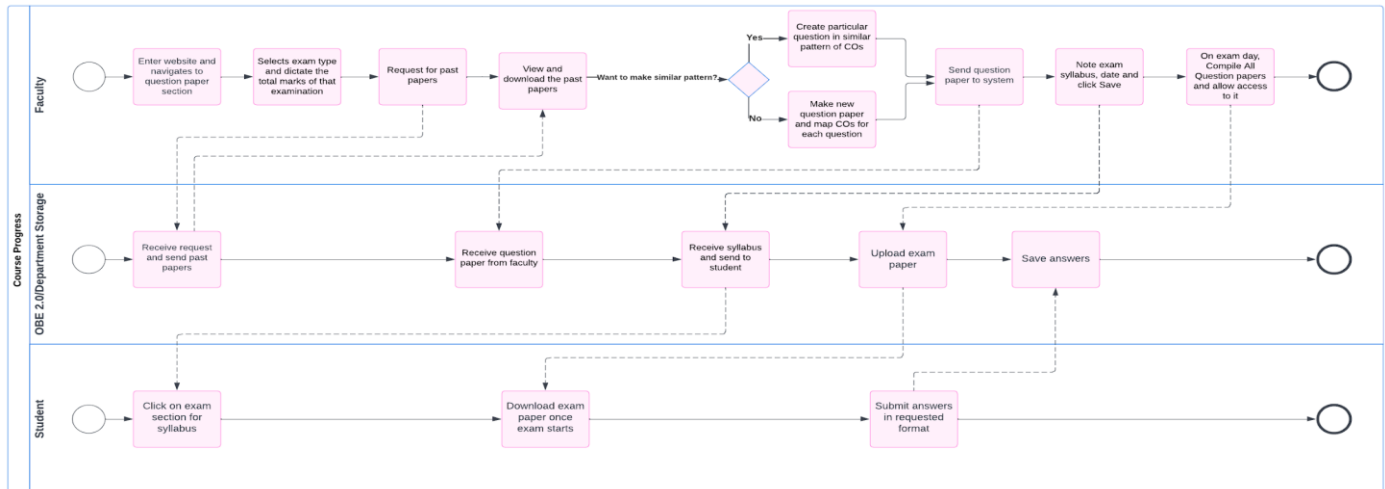 Course Progress
Faculty
Enter website and
navigates to
question paper
section
Selects exam type
and dictate the
total marks of that
examination
Request for past
papers
View and
download the past
papers
Want to make similar pattern?
Yes
No
Create particular
question in similar
pattern of COs
Make new
question paper
and map COs for
each question
Send question
paper to system
Note exam
syllabus, date and
click Save
On exam day,
Compile All
Question papers
and allow access
to it
OBE 2.0/Department Storage
Receive request
and send past
papers
Receive question
paper from faculty
Receive syllabus
and send to
student
Upload exam
paper
Save answers
Student
Click on exam
section for
syllabus
Download exam
paper once
exam starts
Submit answers
in requested
format